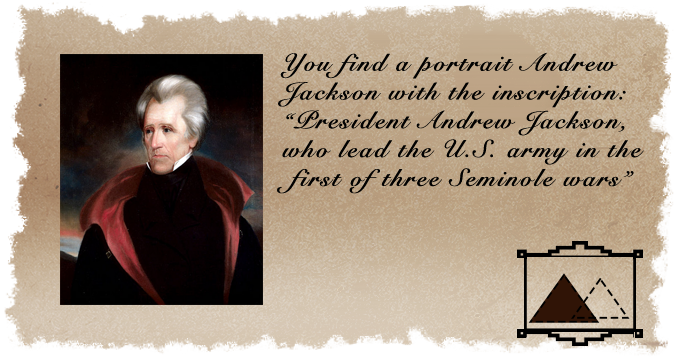 You find a portrait Andrew
Jackson with the inscription:
“President Andrew Jackson,
who lead the U.S. army in the
first of three Seminole wars”